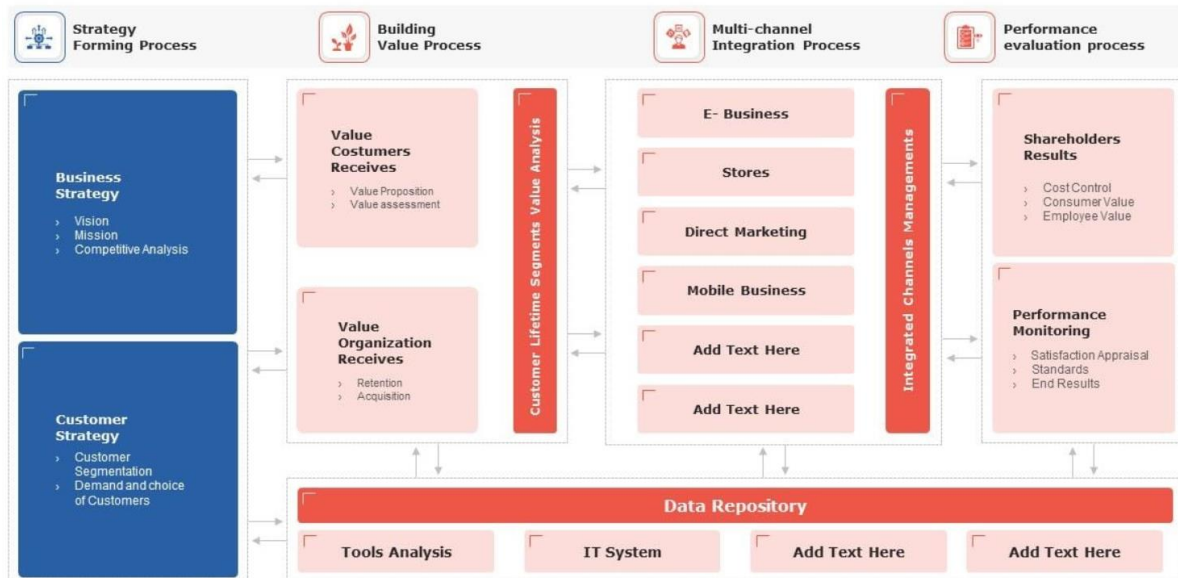 Strategy
Forming Process
Building
Value Process
Multi-channel
Integration Process
Performance
evaluation process
Business
Strategy
› Vision
› Mission
› Competitive Analysis
Customer
Strategy
› Customer
Segmentation
› Demand and choice
of Customers
Value
Costumers
Receives
› Value Proposition
› Value assessment
Value
Organization
Receives
› Retention
› Acquisition
Customer Lifetime Segments Value Analysis
E- Business
Stores
Direct Marketing
Mobile Business
Add Text Here
Add Text Here
Integrated Channels Managements
Shareholders
Results
› Cost Control
› Consumer Value
› Employee Value
Performance
Monitoring
› Satisfaction Appraisal
› Standards
› End Results
Data Repository
Tools Analysis
IT System
Add Text Here
Add Text Here